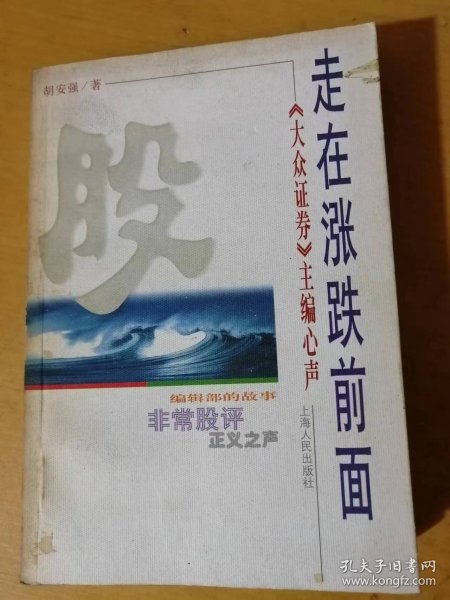 胡安强/著
走在涨跌前面
《大众证券》主编心声
股
编辑部的故事
非常股评
正义之声
上海人民出版社
孔夫子旧书网
www.kongfz.com